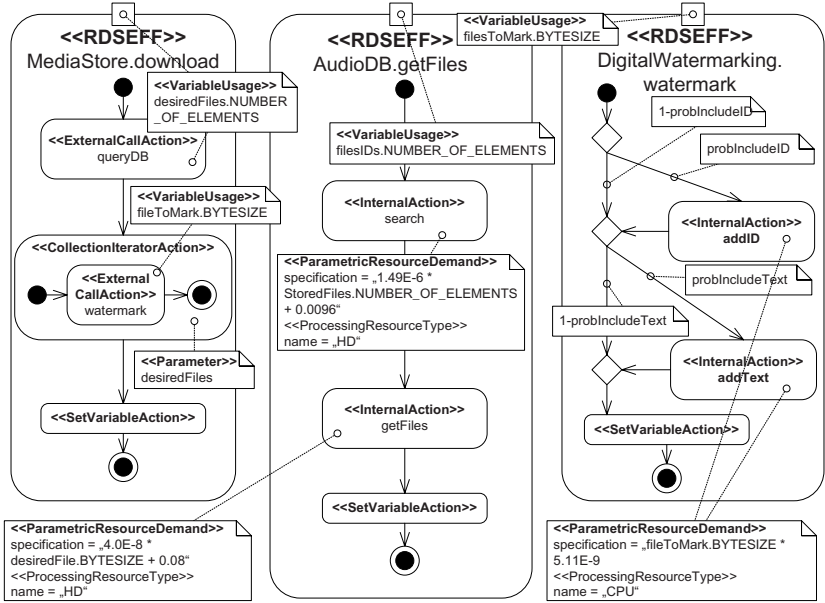 <<RDSEFF>>
MediaStore.download
<<VariableUsage>>
desiredFiles.NUMBER
_OF_ELEMENTS
<<ExternalCallAction>>
queryDB
<<VariableUsage>>
fileToMark.BYTESIZE
<<CollectionIteratorAction>>
<<External
CallAction>>
watermark
<<Parameter>>
desiredFiles
<<SetVariableAction>>
<<ParametricResourceDemand>>
specification = „4.0E-8 *
desiredFile.BYTESIZE + 0.08“
<<ProcessingResourceType>>
name = „HD“
<<RDSEFF>>
AudioDB.getFiles
<<VariableUsage>>
filesIDs.NUMBER_OF_ELEMENTS
<<InternalAction>>
search
<<ParametricResourceDemand>>
specification = „1.49E-6 *
StoredFiles.NUMBER_OF_ELEMENTS
+ 0.0096“
<<ProcessingResourceType>>
name = „HD“
<<InternalAction>>
getFiles
<<SetVariableAction>>
<<VariableUsage>>
filesToMark.BYTESIZE
<<RDSEFF>>
DigitalWatermarking.
watermark
1-probIncludeID
probIncludeID
<<InternalAction>>
addID
probIncludeText
1-probIncludeText
<<InternalAction>>
addText
<<SetVariableAction>>
<<ParametricResourceDemand>>
specification = „fileToMark.BYTESIZE *
5.11E-9
<<ProcessingResourceType>>
name = „CPU“